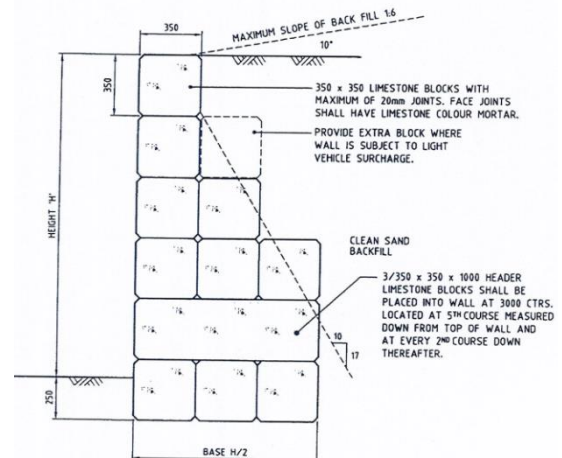 350
MAXIMUM SLOPE OF BACK FILL 1:6
10°
350
350 x 350 LIMESTONE BLOCKS WITH
MAXIMUM OF 20mm JOINTS. FACE JOINTS
SHALL HAVE LIMESTONE COLOUR MORTAR.
PROVIDE EXTRA BLOCK WHERE
WALL IS SUBJECT TO LIGHT
VEHICLE SURCHARGE.
HEIGHT 'H'
CLEAN SAND
BACKFILL
3/350 x 350 x 1000 HEADER
LIMESTONE BLOCKS SHALL BE
PLACED INTO WALL AT 3000 CTRS.
LOCATED AT 5TH COURSE MEASURED
DOWN FROM TOP OF WALL AND
AT EVERY 2ND COURSE DOWN
THEREAFTER.
10
17
250
BASE H/2